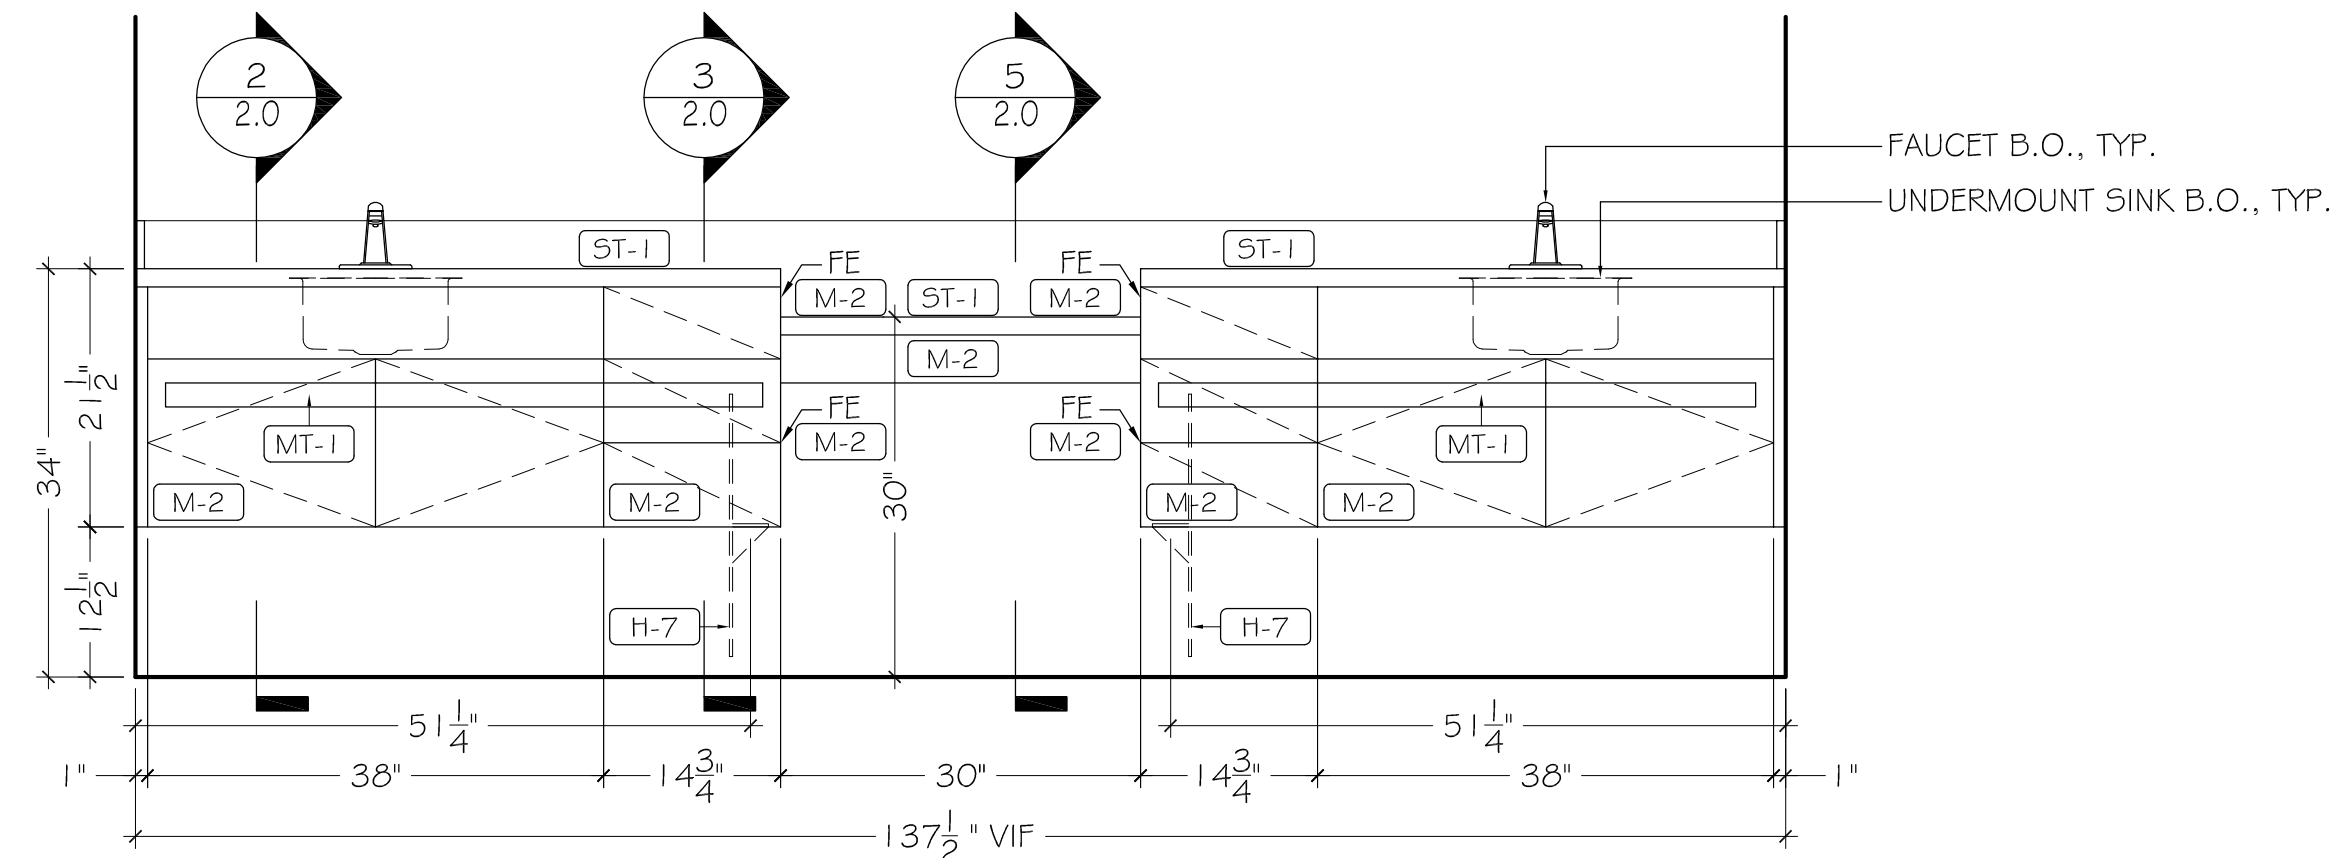 2
2.0
3
2.0
5
2.0
FAUCET B.O., TYP.
UNDERMOUNT SINK B.O., TYP.
ST-1
ST-1
FE
FE
M-2
ST-1
M-2
M-2
FE
FE
MT-1
M-2
M-2
MT-1
M-2
M-2
M-2
M-2
34"
21 1/2"
12 1/2"
30"
H-7
H-7
51 1/4"
51 1/4"
1"
38"
14 3/4"
30"
14 3/4"
38"
1"
137 1/2" VIF